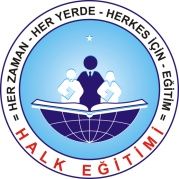 = HER ZAMAN - HER YERDE - HERKES İÇİN - EĞİTİM =
HALK EĞİTİMİ